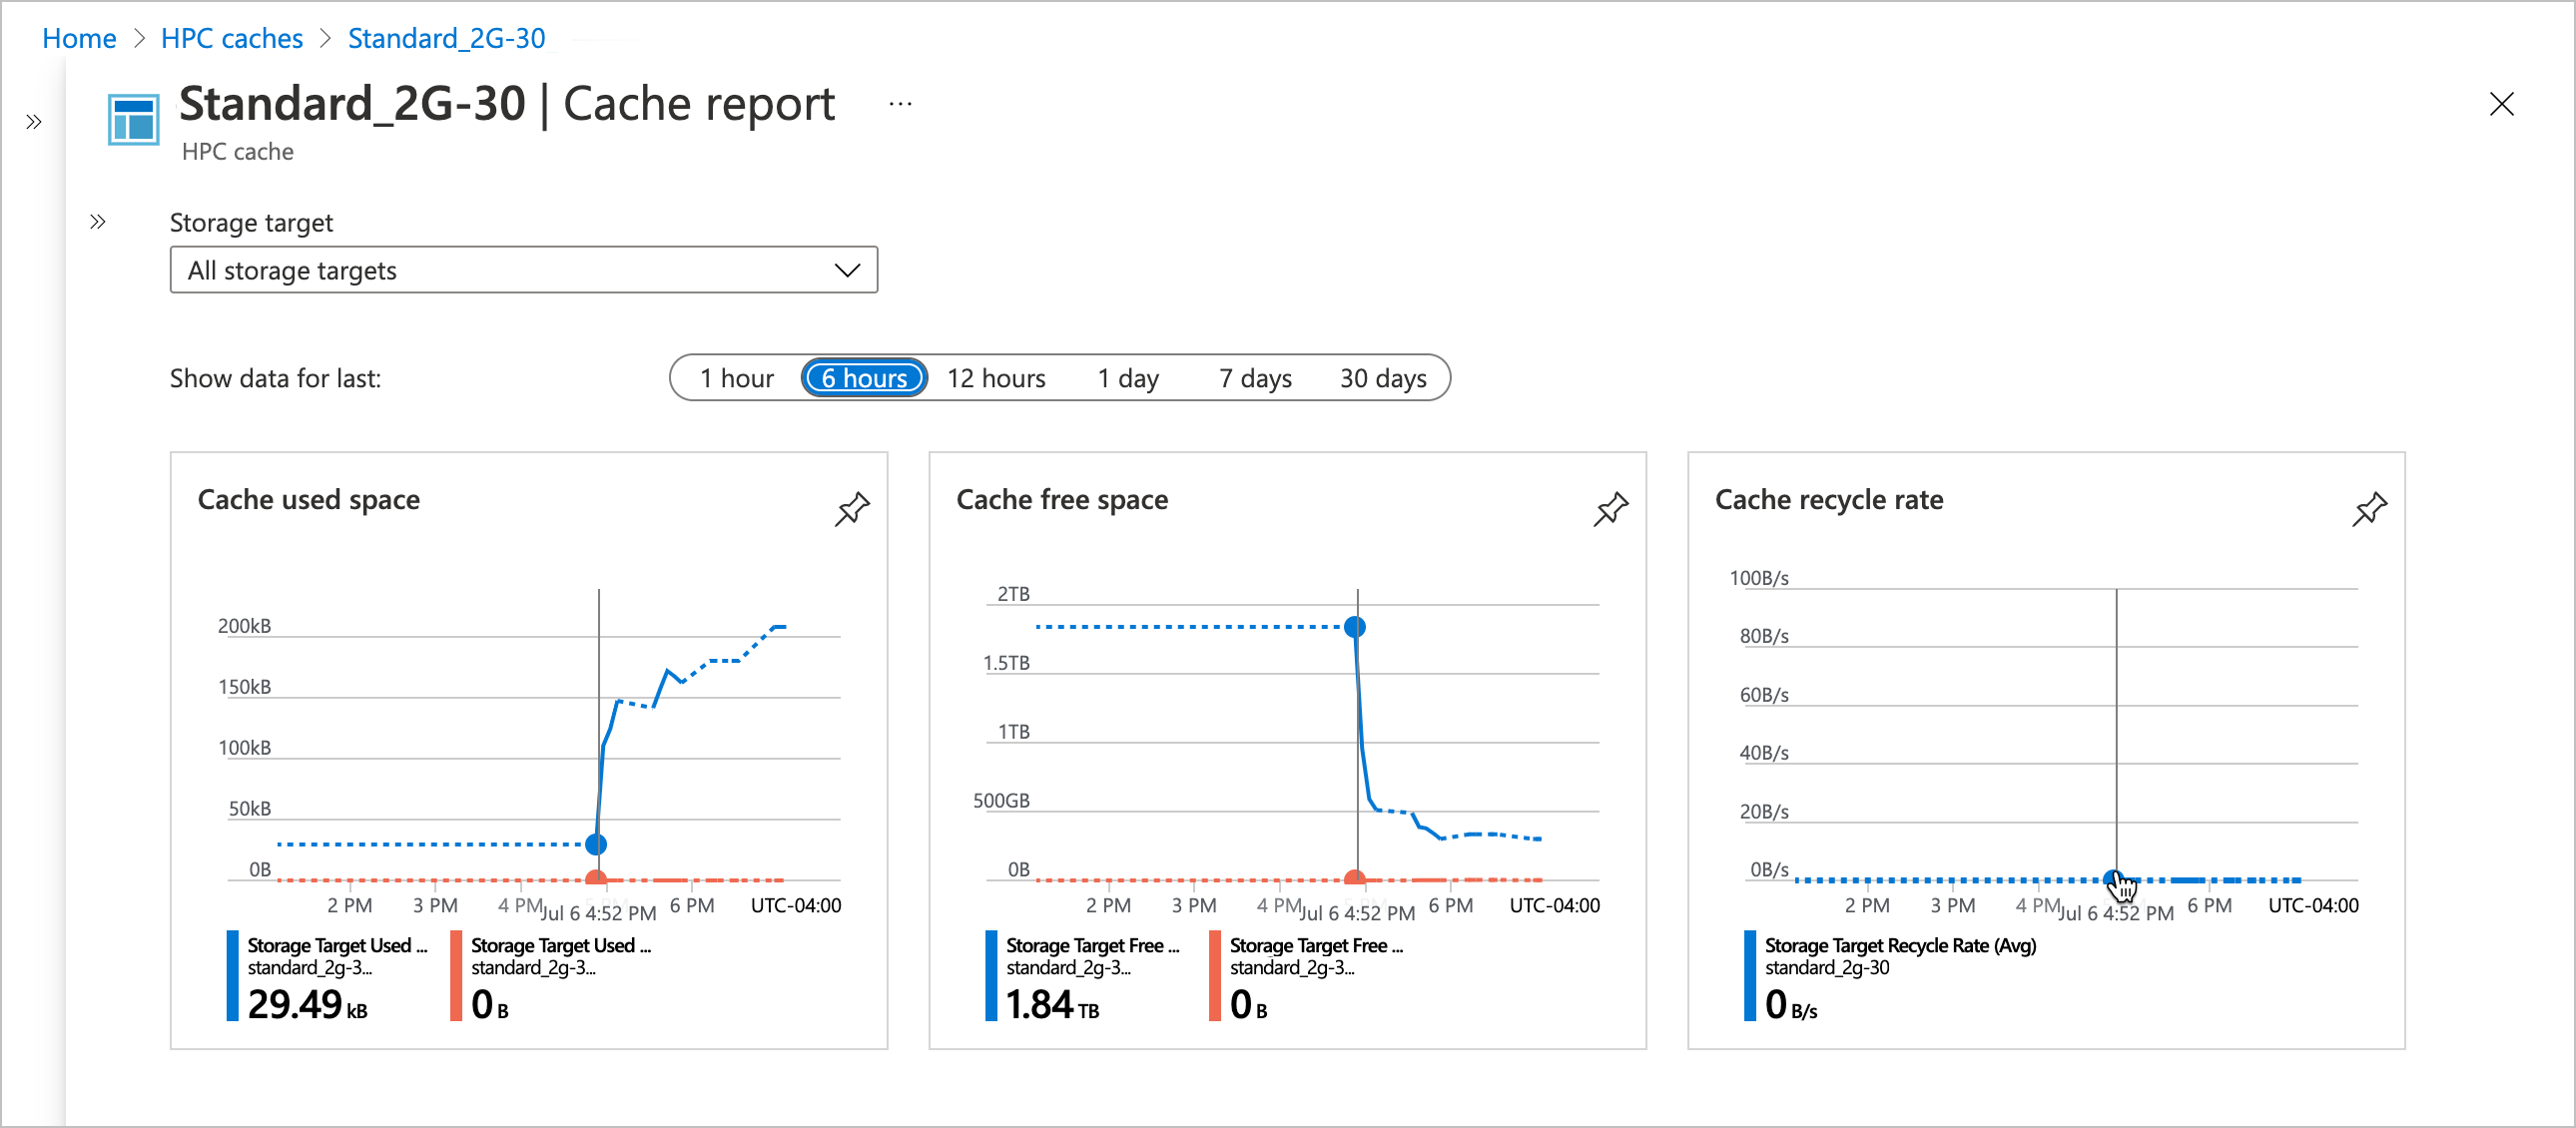 Home > HPC caches > Standard_2G-30
Standard_2G-30 | Cache report ...
HPC cache
Storage target
All storage targets
Show data for last:
1 hour 6 hours 12 hours 1 day 7 days 30 days
Cache used space
200kB
150kB
100kB
50kB
0B
2 PM 3 PM 4 PM Jul 6 4:52 PM 6 PM UTC-04:00
Storage Target Used ... Storage Target Used ...
standard_2g-3... standard_2g-3...
29.49 kB 0 B
Cache free space
2TB
1.5TB
1TB
500GB
0B
2 PM 3 PM 4 PM Jul 6 4:52 PM 6 PM UTC-04:00
Storage Target Free ... Storage Target Free ...
standard_2g-3... standard_2g-3...
1.84 TB 0 B
Cache recycle rate
100B/s
80B/s
60B/s
40B/s
20B/s
0B/s
2 PM 3 PM 4 PM Jul 6 4:52 PM 6 PM UTC-04:00
Storage Target Recycle Rate (Avg)
standard_2g-30
0 B/s